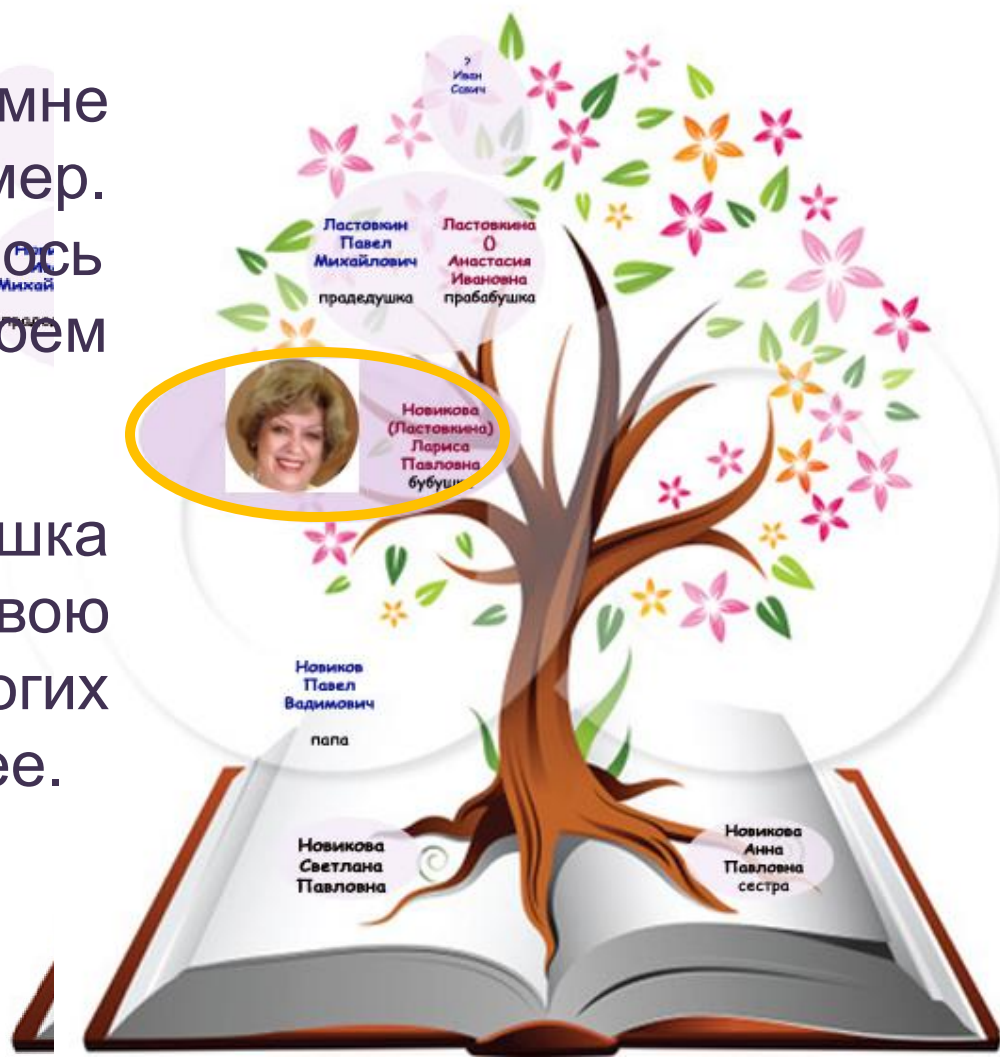 мне
мер.
ось
оем
шка
вою
огих
ее.
?
Иван
Савич
Ластовкин
Павел
Михайлович
прадедушка
Ластовкина
()
Анастасия
Ивановна
прабабушка
Новикова
(Ластовкина)
Лариса
Павловна
бубушк
Новиков
Павел
Вадимович
папа
Новикова
Светлана
Павловна
Новикова
Анна
Павловна
сестра